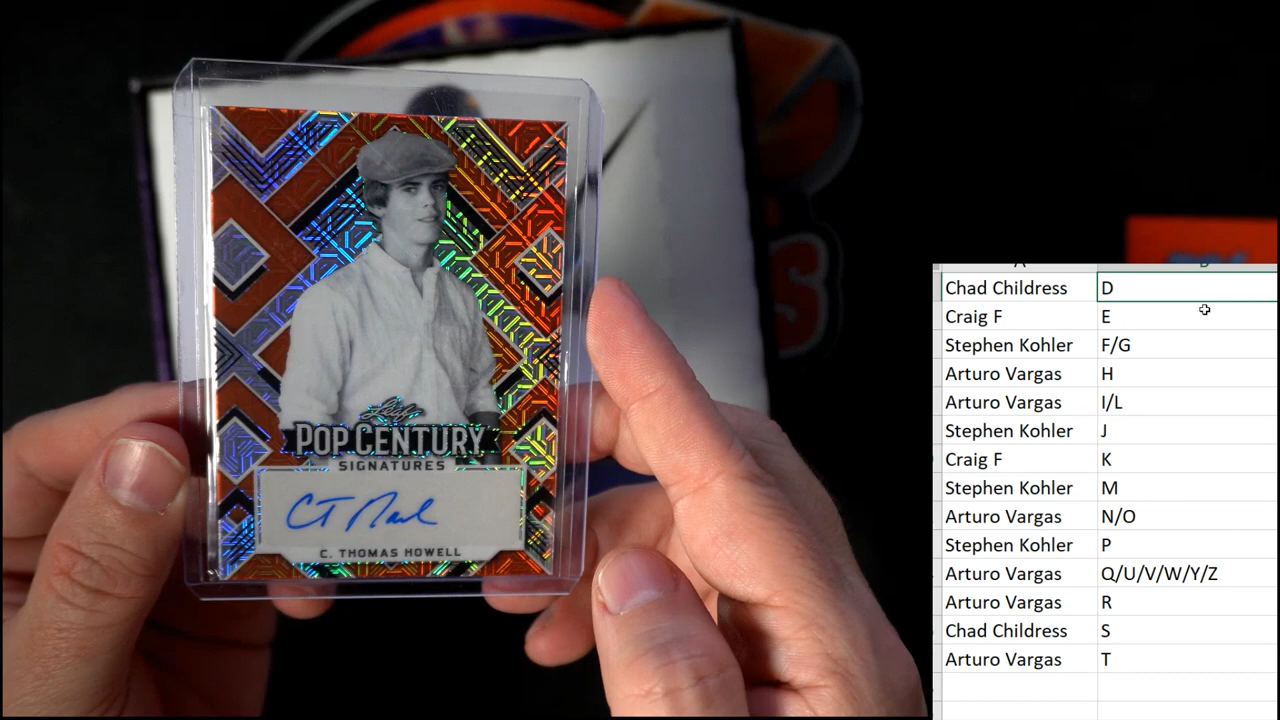 Leaf
POP CENTURY
SIGNATURES
C. THOMAS HOWELL
Chad Childress D
Craig F E
Stephen Kohler F/G
Arturo Vargas H
Arturo Vargas I/L
Stephen Kohler J
Craig F K
Stephen Kohler M
Arturo Vargas N/O
Stephen Kohler P
Arturo Vargas Q/U/V/W/Y/Z
Arturo Vargas R
Chad Childress S
Arturo Vargas T